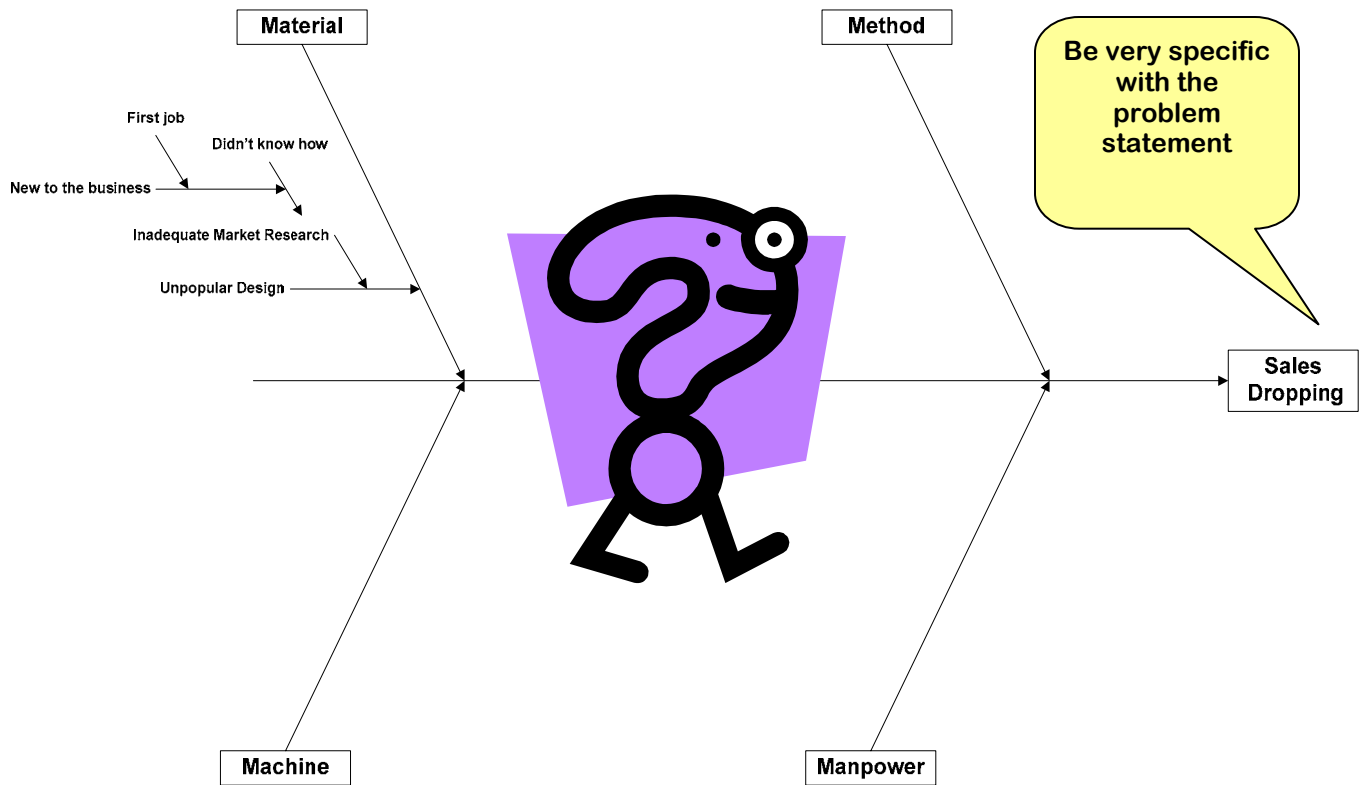 Material
Method
Be very specific
with the
problem
statement
First job
Didn't know how
New to the business
Inadequate Market Research
Unpopular Design
Sales
Dropping
Machine
Manpower